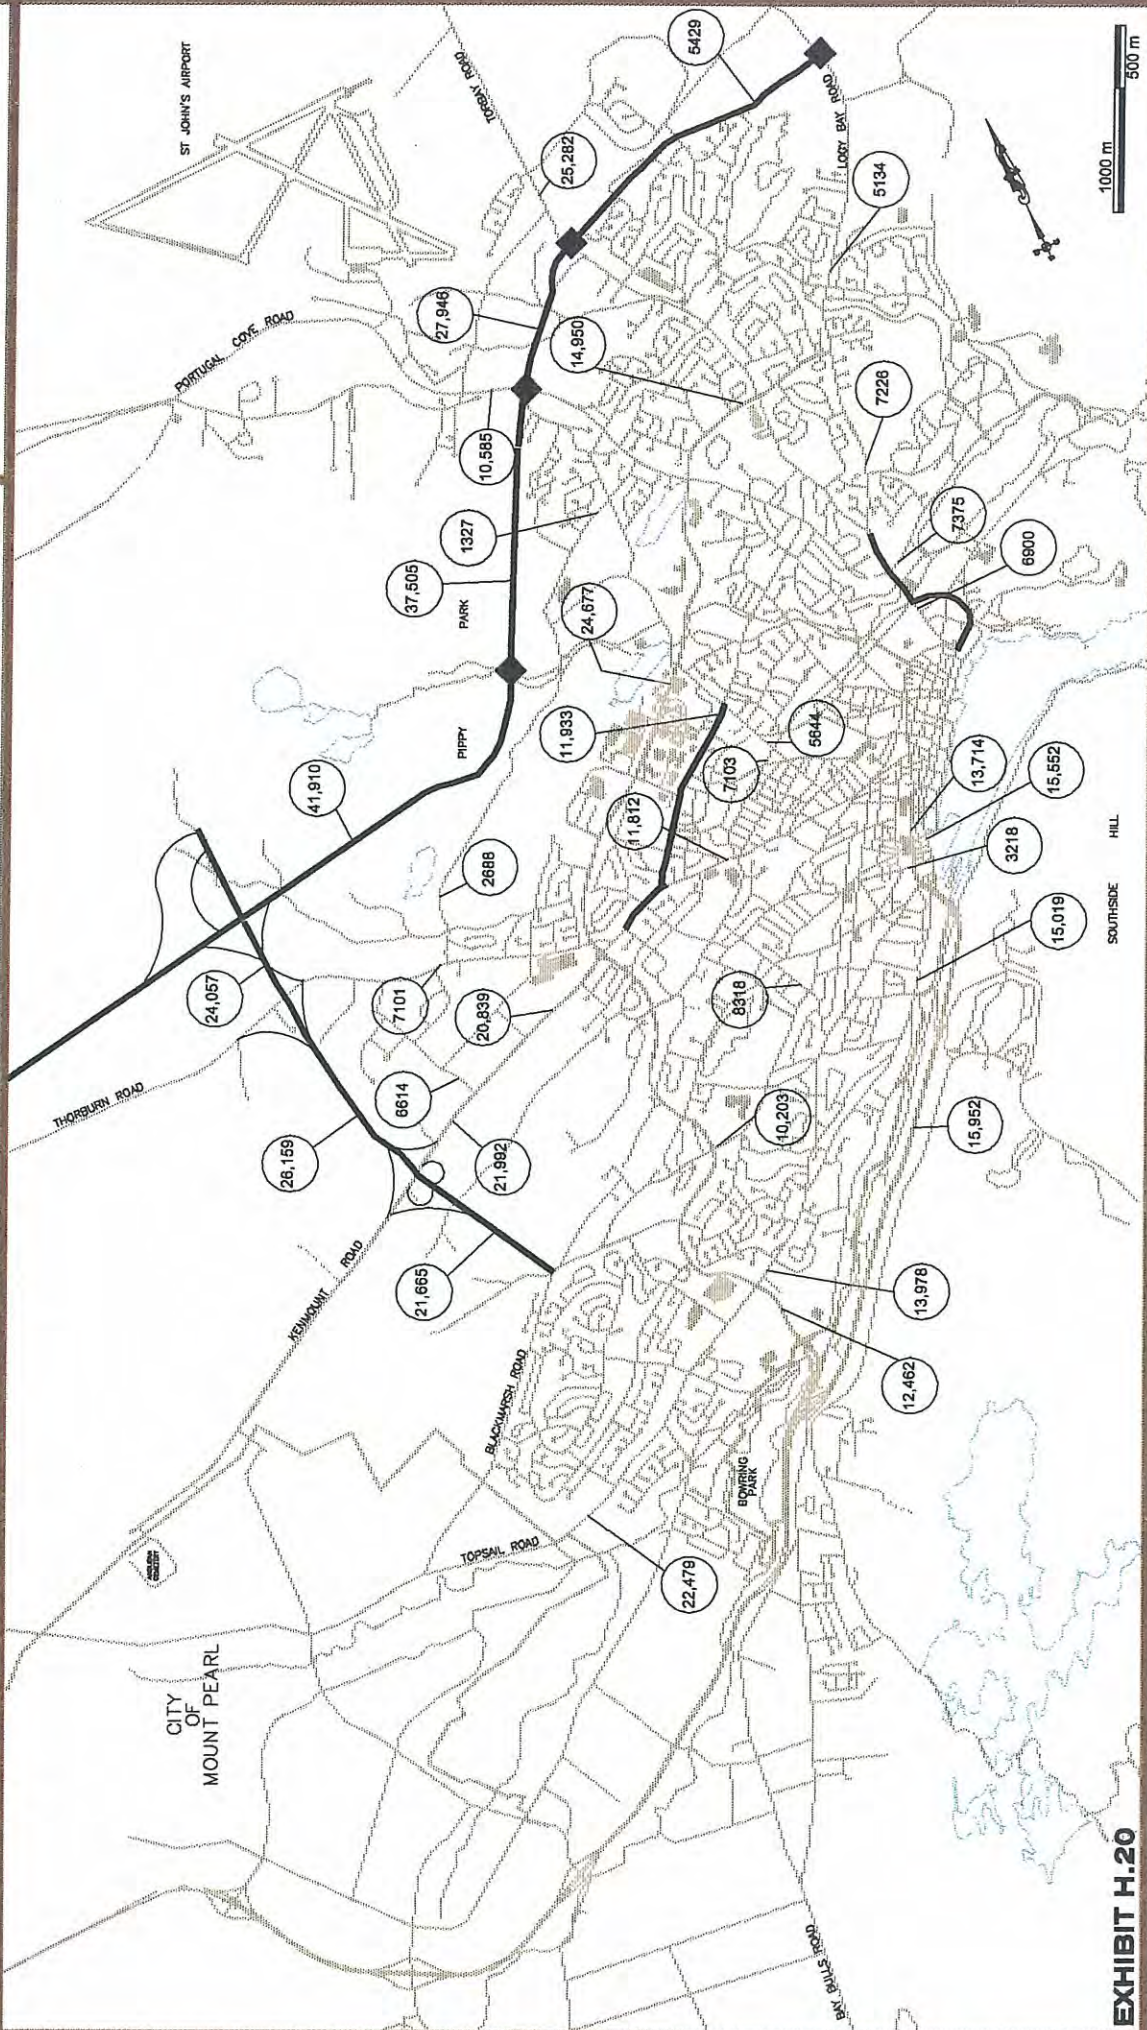 ST JOHN'S AIRPORT
TORBAY ROAD
5429
25,282
LOGY BAY ROAD
5134
1000 m
500 m
PORTUGAL COVE ROAD
27,946
14,950
10,585
7226
1327
7375
37,505
PARK
6900
24,677
PIPPY
11,933
5644
7103
13,714
15,552
41,910
11,812
3218
HILL
2688
SOUTHSIDE
15,019
24,057
7101
20,839
8318
THORBURN ROAD
6614
10,203
15,952
26,159
21,992
KENMOUNT ROAD
21,665
13,978
12,462
BLACKMARSH ROAD
BOWRING
PARK
TOPSAIL ROAD
22,479
CITY
OF
MOUNT PEARL
BAY BULLS ROAD
EXHIBIT H.20